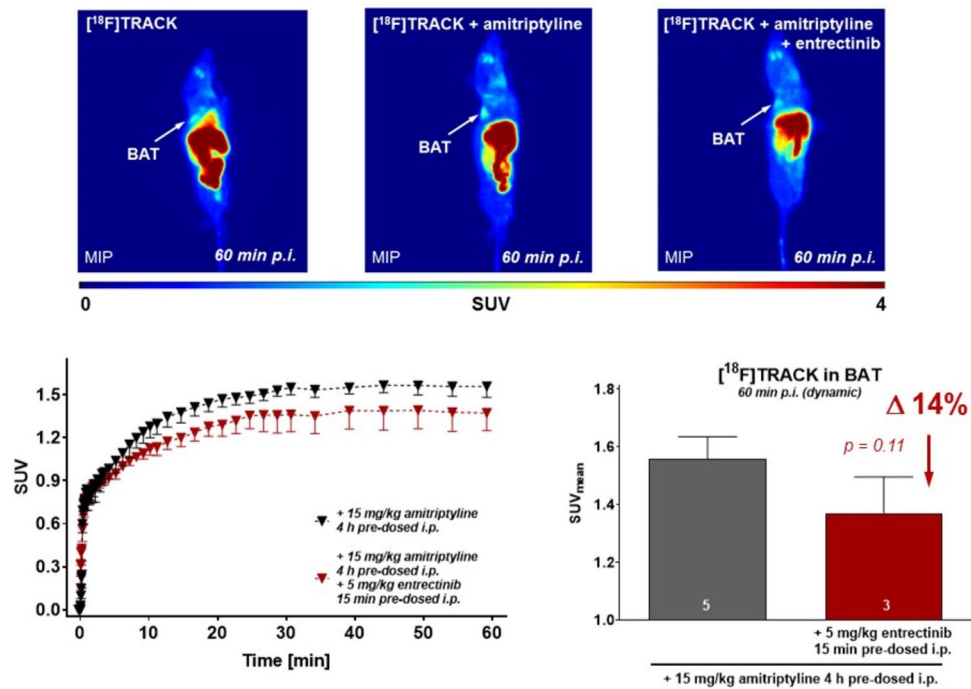 [¹⁸F]TRACK
BAT
MIP
60 min p.i.
[¹⁸F]TRACK + amitriptyline
BAT
MIP
60 min p.i.
[¹⁸F]TRACK + amitriptyline
+ entrectinib
BAT
MIP
60 min p.i.
0
SUV
4
SUV
1.5
1.2
0.9
0.6
0.3
0.0
0
10
20
30
40
50
60
Time [min]
+ 15 mg/kg amitriptyline
4 h pre-dosed i.p.
+ 15 mg/kg amitriptyline
4 h pre-dosed i.p.
+ 5 mg/kg entrectinib
15 min pre-dosed i.p.
[¹⁸F]TRACK in BAT
60 min p.i. (dynamic)
Δ 14%
p = 0.11
SUVmean
1.8
1.6
1.4
1.2
1.0
5
3
+ 5 mg/kg entrectinib
15 min pre-dosed i.p.
+ 15 mg/kg amitriptyline 4 h pre-dosed i.p.